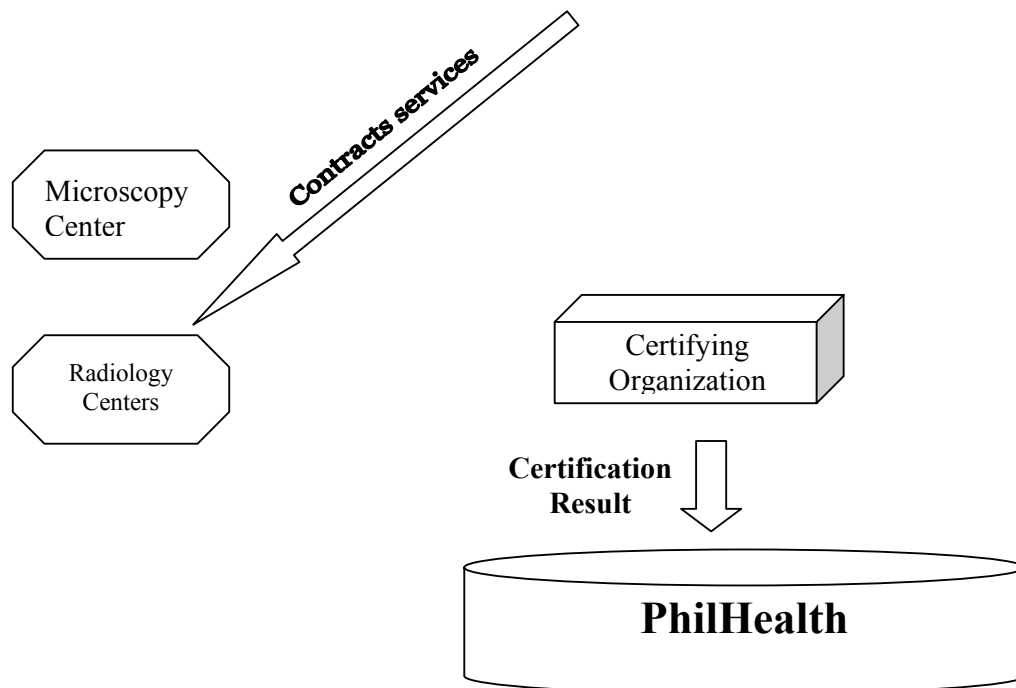 Contracts services
Microscopy
Center
Radiology
Centers
Certifying
Organization
Certification
Result
PhilHealth